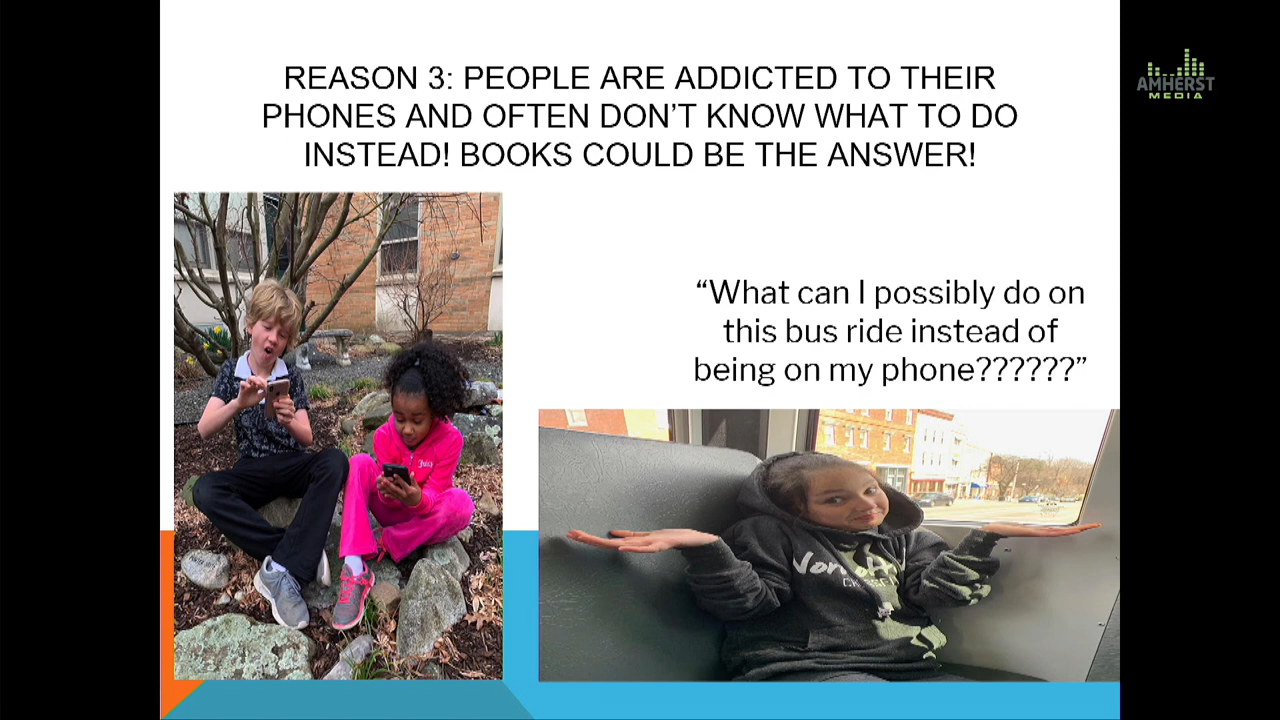 REASON 3: PEOPLE ARE ADDICTED TO THEIR
PHONES AND OFTEN DON'T KNOW WHAT TO DO
INSTEAD! BOOKS COULD BE THE ANSWER!
AMHERST
MEDIA
“What can I possibly do on
this bus ride instead of
being on my phone??????”